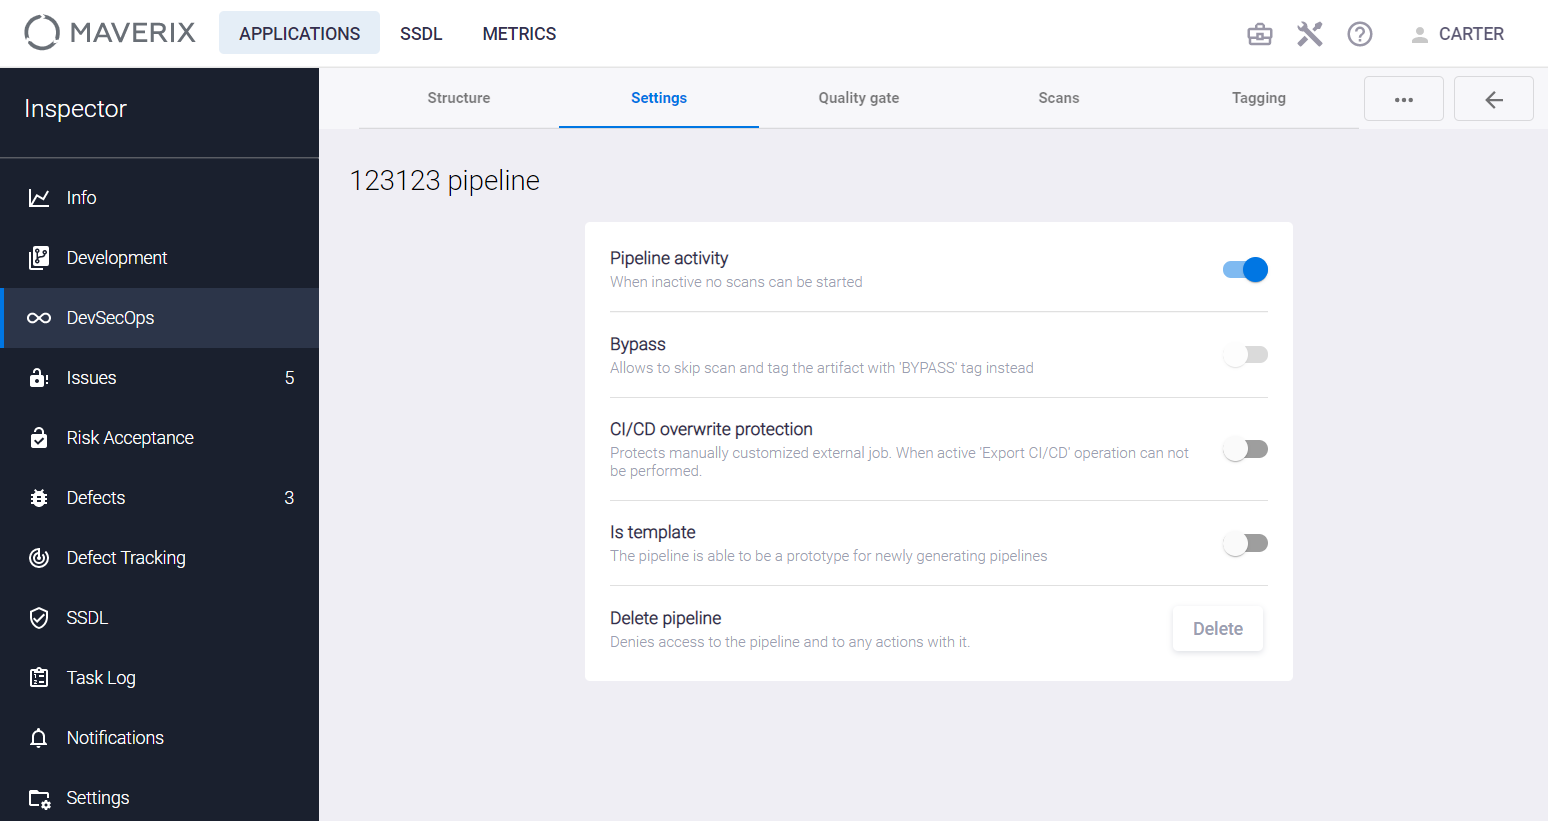 MAVERIX
APPLICATIONS
SSDL
METRICS
CARTER
Inspector
Info
Development
DevSecOps
Issues
5
Risk Acceptance
Defects
3
Defect Tracking
SSDL
Task Log
Notifications
Settings
Structure
Settings
Quality gate
Scans
Tagging
123123 pipeline
Pipeline activity
When inactive no scans can be started
Bypass
Allows to skip scan and tag the artifact with 'BYPASS' tag instead
CI/CD overwrite protection
Protects manually customized external job. When active 'Export CI/CD' operation can not
be performed.
Is template
The pipeline is able to be a prototype for newly generating pipelines
Delete pipeline
Denies access to the pipeline and to any actions with it.
Delete